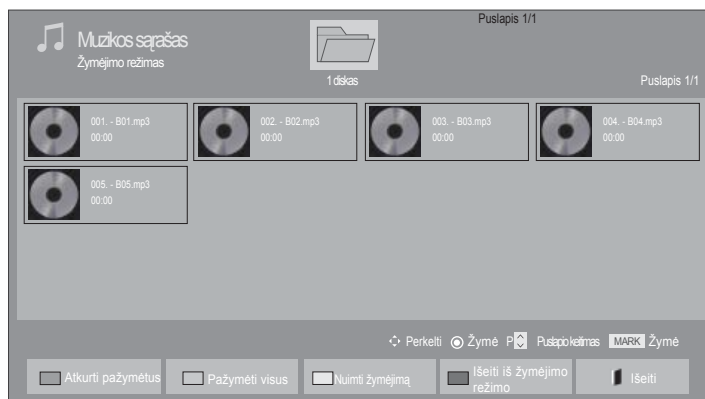 Puslapis 1/1
Muzikos sąrašas
Žymėjimo režimas
1 diskas
Puslapis 1/1
001. - B01.mp3
00:00
002. - B02.mp3
00:00
003. - B03.mp3
00:00
004. - B04.mp3
00:00
005. - B05.mp3
00:00
Perkelti Žymė P Puslapio keitimas MARK Žymė
Atkurti pažymėtus
Pažymėti visus
Nuimti žymėjimą
Išeiti iš žymėjimo
režimo
Išeiti